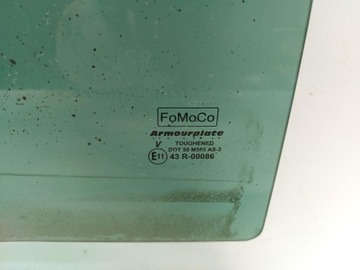 FoMoCo
Armourplate
V TOUGHENED
DOT 50 M585 AS-3
E11 43 R-00086